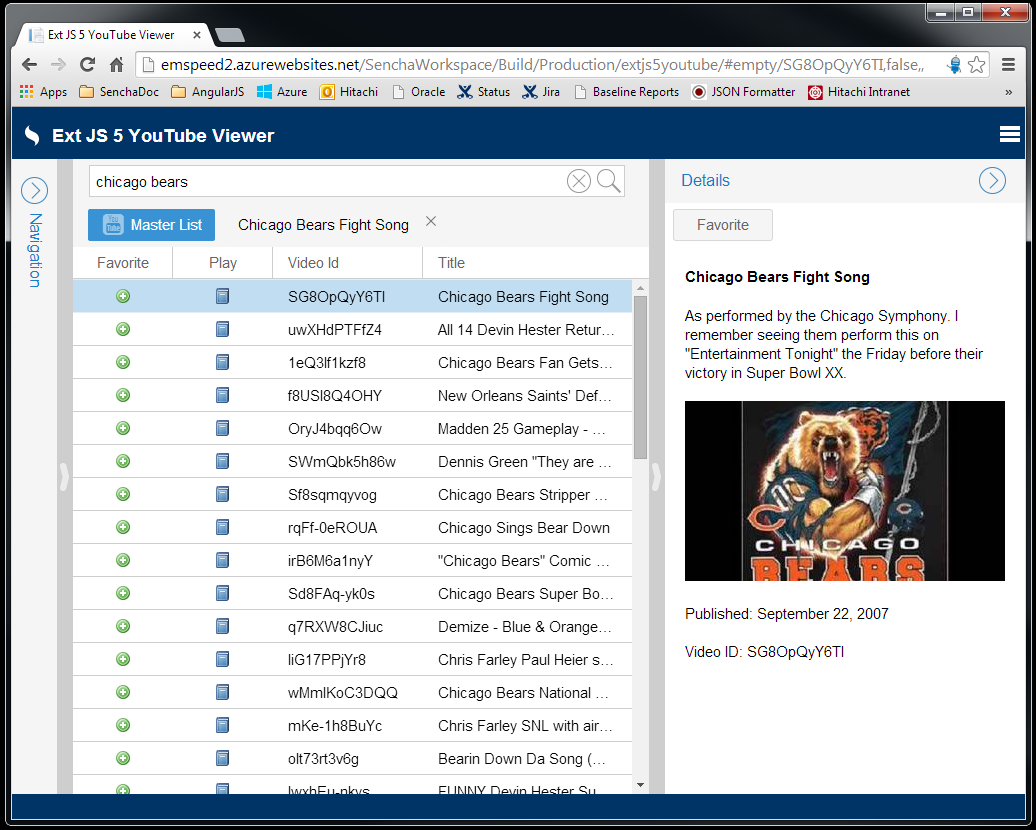 Ext JS 5 YouTube Viewer
emspeed2.azurewebsites.net/SenchaWorkspace/Build/Production/extjs5youtube/#empty/SG8OpQyY6TI,false,,
Apps SenchaDoc AngularJS Azure Hitachi Oracle Status Jira Baseline Reports JSON Formatter Hitachi Intranet »
Ext JS 5 YouTube Viewer
Navigation
chicago bears
You Tube Master List Chicago Bears Fight Song
Favorite Play Video Id Title
SG8OpQyY6TI Chicago Bears Fight Song
uwXHdPTFfZ4 All 14 Devin Hester Retur...
1eQ3lf1kzf8 Chicago Bears Fan Gets...
f8USI8Q4OHY New Orleans Saints' Def...
OryJ4bqq6Ow Madden 25 Gameplay - ...
SWmQbk5h86w Dennis Green "They are ...
Sf8sqmqyvog Chicago Bears Stripper ...
rqFf-0eROUA Chicago Sings Bear Down
irB6M6a1nyY "Chicago Bears" Comic ...
Sd8FAq-yk0s Chicago Bears Super Bo...
q7RXW8CJiuc Demize - Blue & Orange...
liG17PPjYr8 Chris Farley Paul Heier s...
wMmlKoC3DQQ Chicago Bears National ...
mKe-1h8BuYc Chris Farley SNL with air...
olt73rt3v6g Bearin Down Da Song (...
lwxhEu-nkvs FUNNY Devin Hester Su...
Details
Favorite
Chicago Bears Fight Song
As performed by the Chicago Symphony. I
remember seeing them perform this on
"Entertainment Tonight" the Friday before their
victory in Super Bowl XX.
CHICAGO
BEARS
Published: September 22, 2007
Video ID: SG8OpQyY6TI